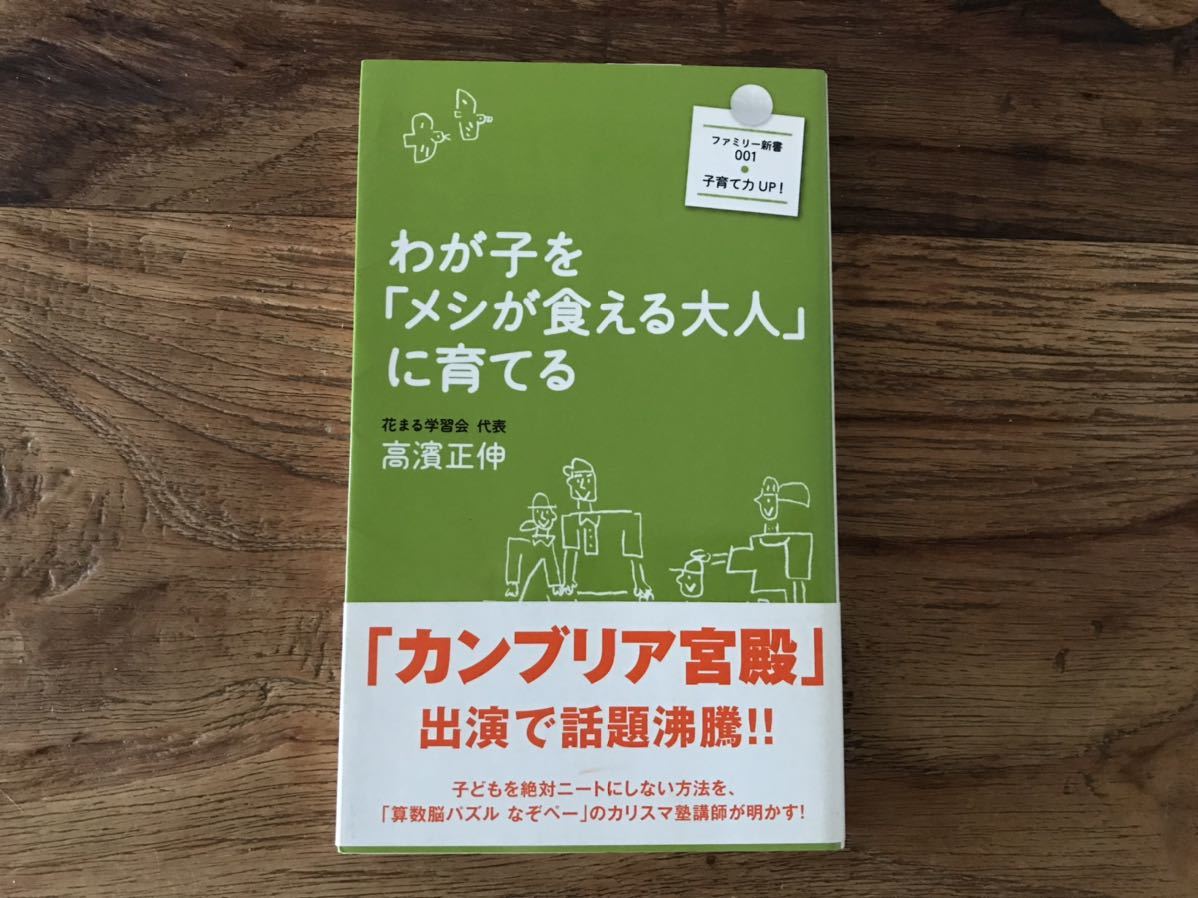 ファミリー新書
001
子育て力 UP!
わが子を
「メシが食える大人」
に育てる
花まる学習会 代表
高濱正伸
「カンブリア宮殿」
出演で話題沸騰!!
子どもを絶対ニートにしない方法を、
「算数脳パズル なぞペー」のカリスマ塾講師が明かす!